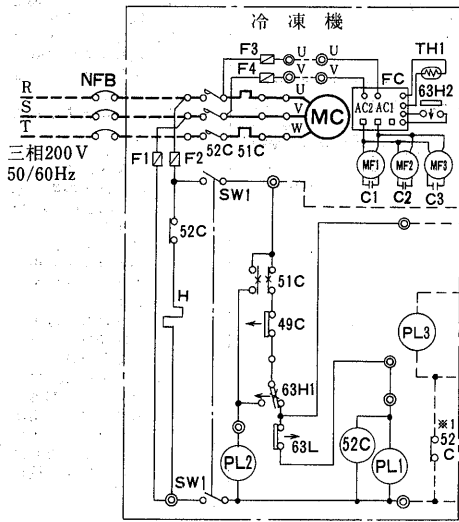 冷凍機
F3 U U
F4 V V
TH1
FC
63H2
R NFB U
S V MC AC2 AC1
T W
52C 51C
三相200V
50/60Hz
F1 F2
MF1 MF2 MF3
C1 C2 C3
SW1
52C
51C
H
49C
PL3
63H1
63L
※1
52
C
PL2 52C PL1
SW1